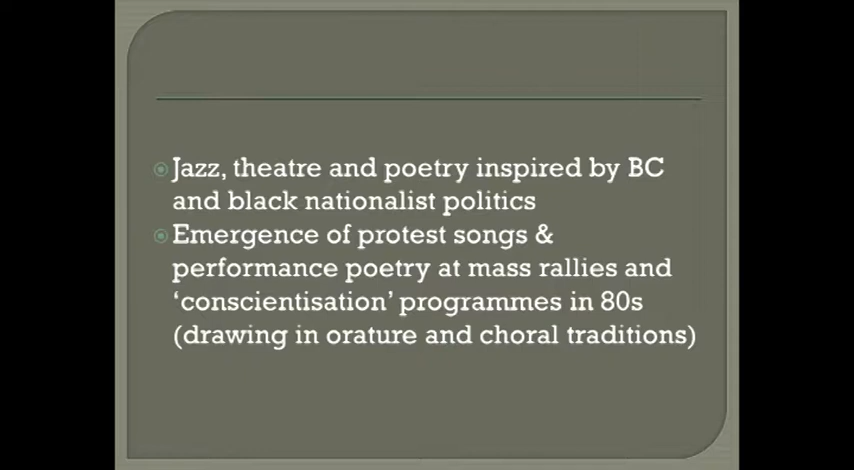 Jazz, theatre and poetry inspired by BC
and black nationalist politics
Emergence of protest songs &
performance poetry at mass rallies and
‘conscientisation’ programmes in 80s
(drawing in orature and choral traditions)